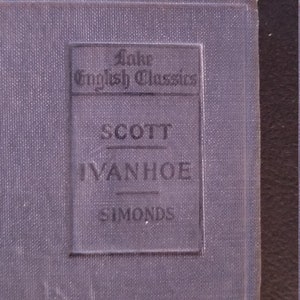 Lake
English Classics
SCOTT
IVANHOE
SIMONDS